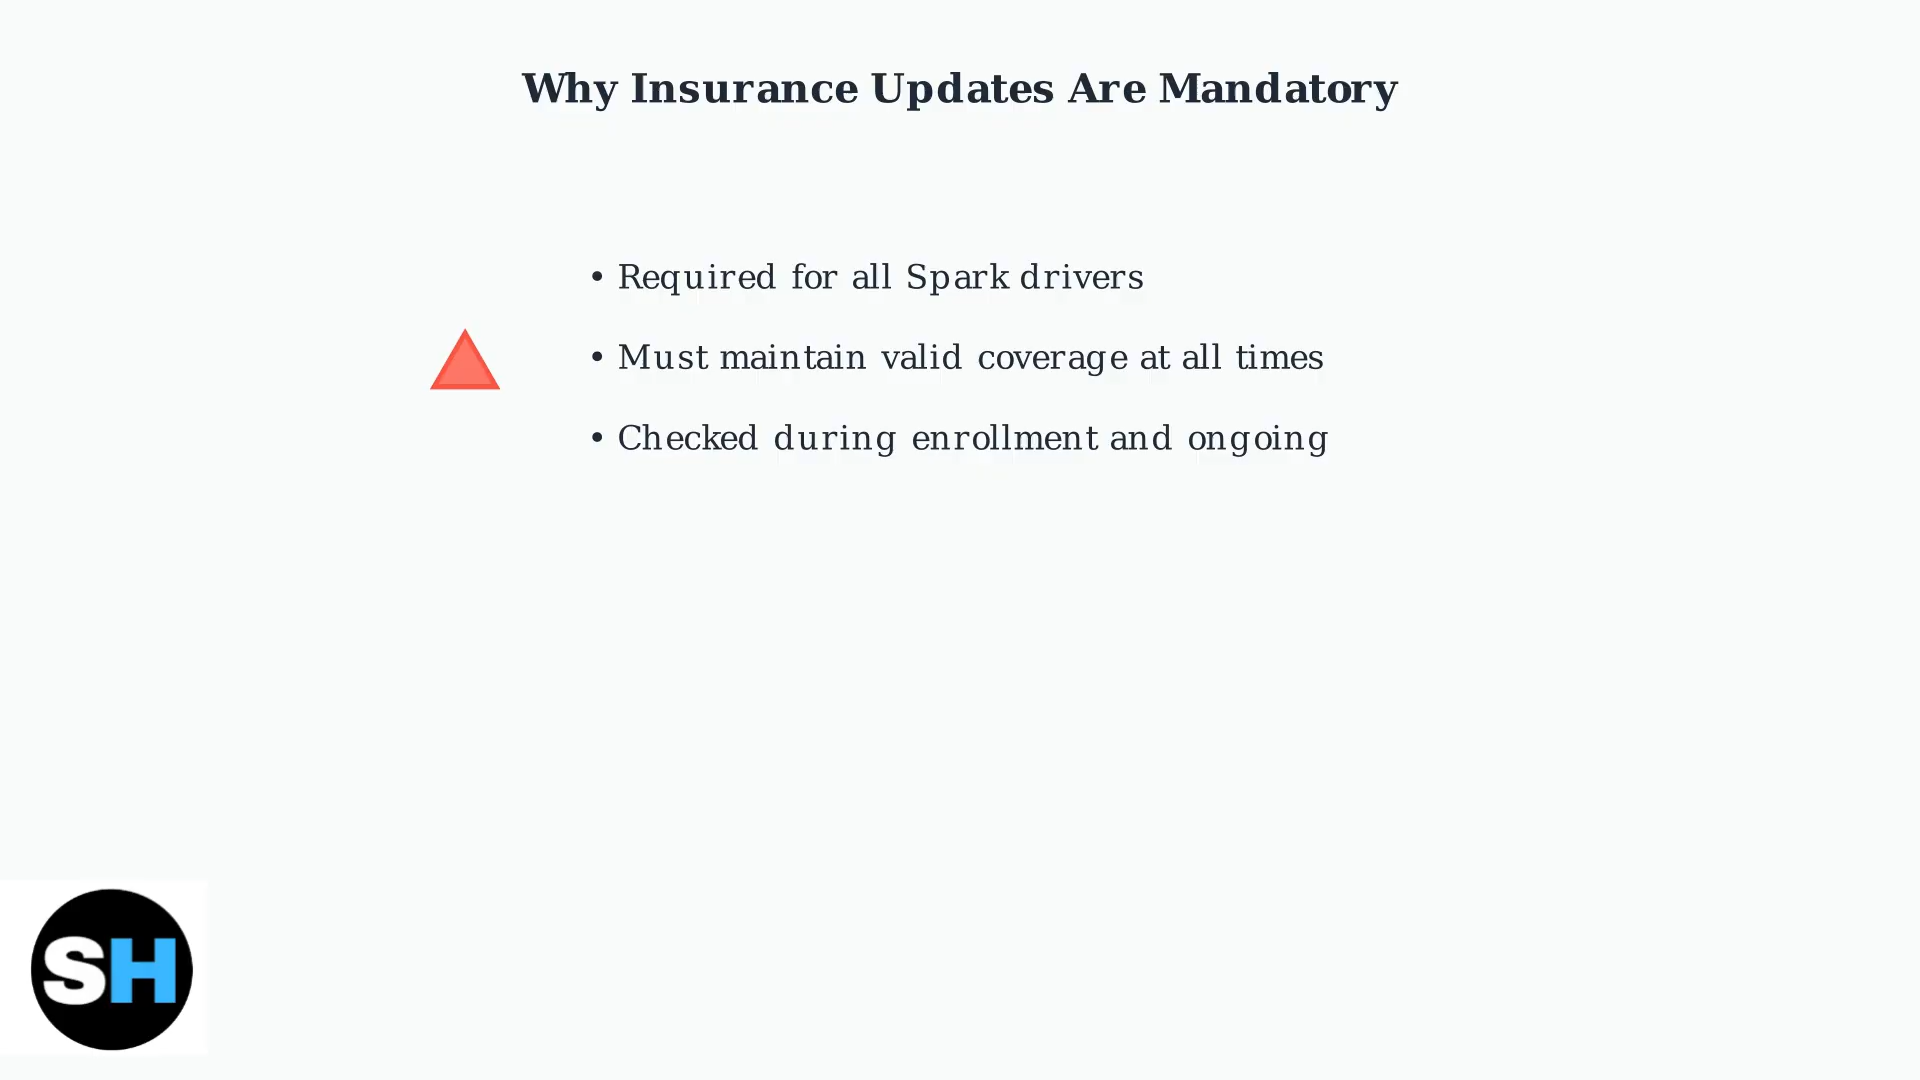 Why Insurance Updates Are Mandatory
• Required for all Spark drivers
• Must maintain valid coverage at all times
• Checked during enrollment and ongoing
SH